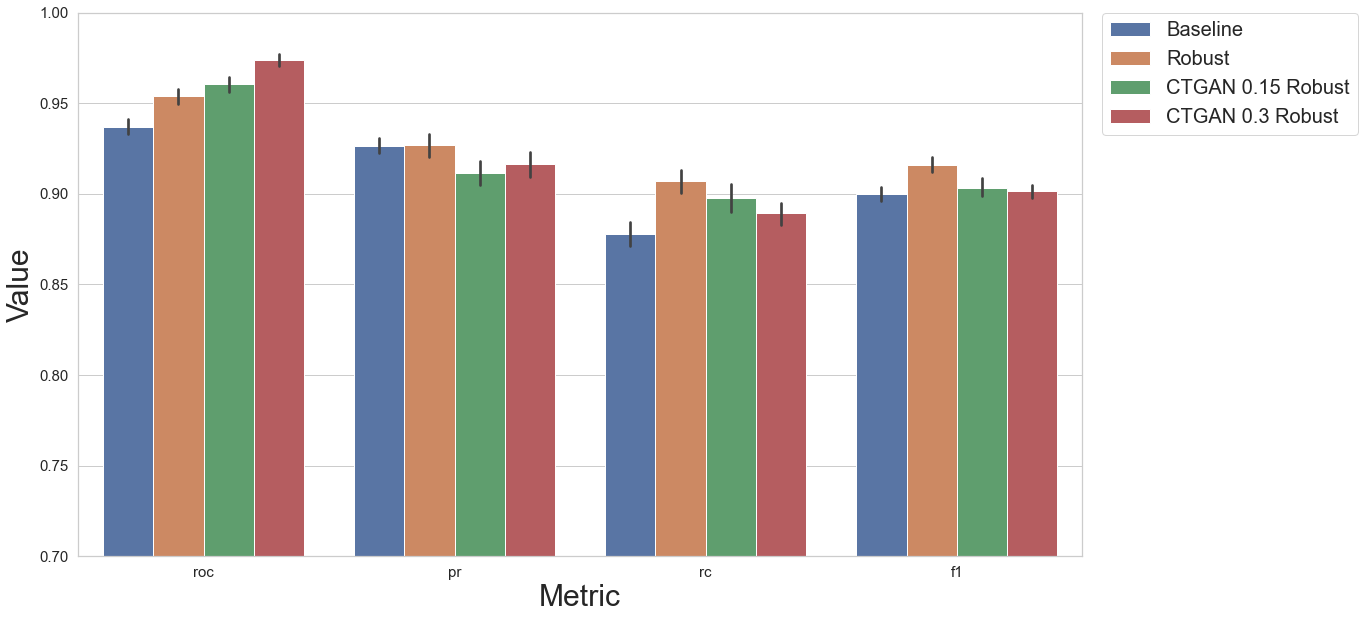 1.00
0.95
0.90
0.85
0.80
0.75
0.70
Value
roc pr rc f1
Metric
Baseline
Robust
CTGAN 0.15 Robust
CTGAN 0.3 Robust